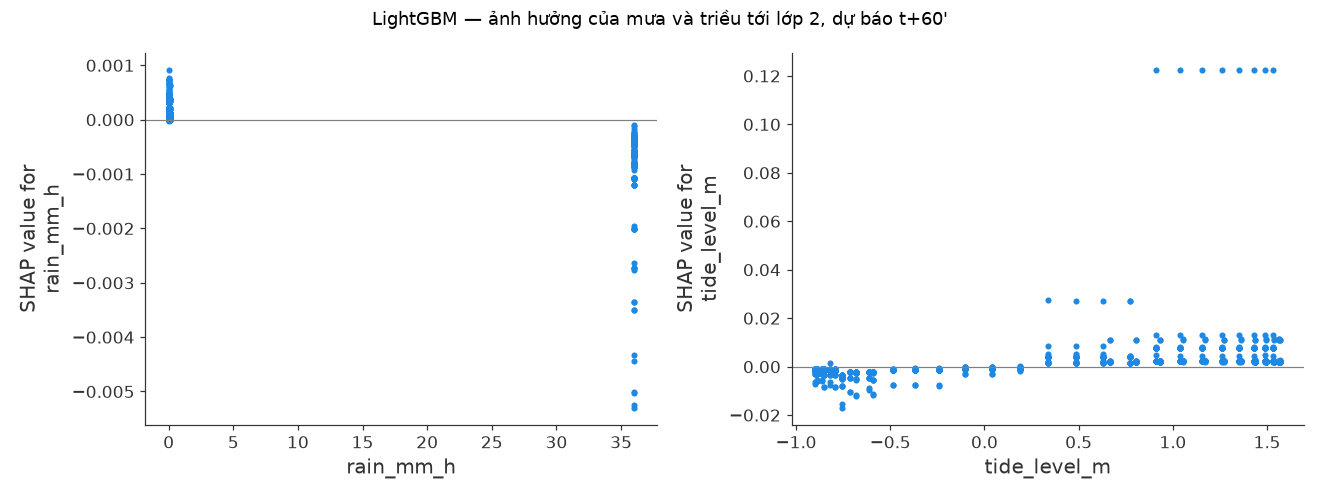 LightGBM — ảnh hưởng của mưa và triều tới lớp 2, dự báo t+60'
SHAP value for
rain_mm_h
0.001
0.000
−0.001
−0.002
−0.003
−0.004
−0.005
0 5 10 15 20 25 30 35
rain_mm_h
SHAP value for
tide_level_m
0.12
0.10
0.08
0.06
0.04
0.02
0.00
−0.02
−1.0 −0.5 0.0 0.5 1.0 1.5
tide_level_m